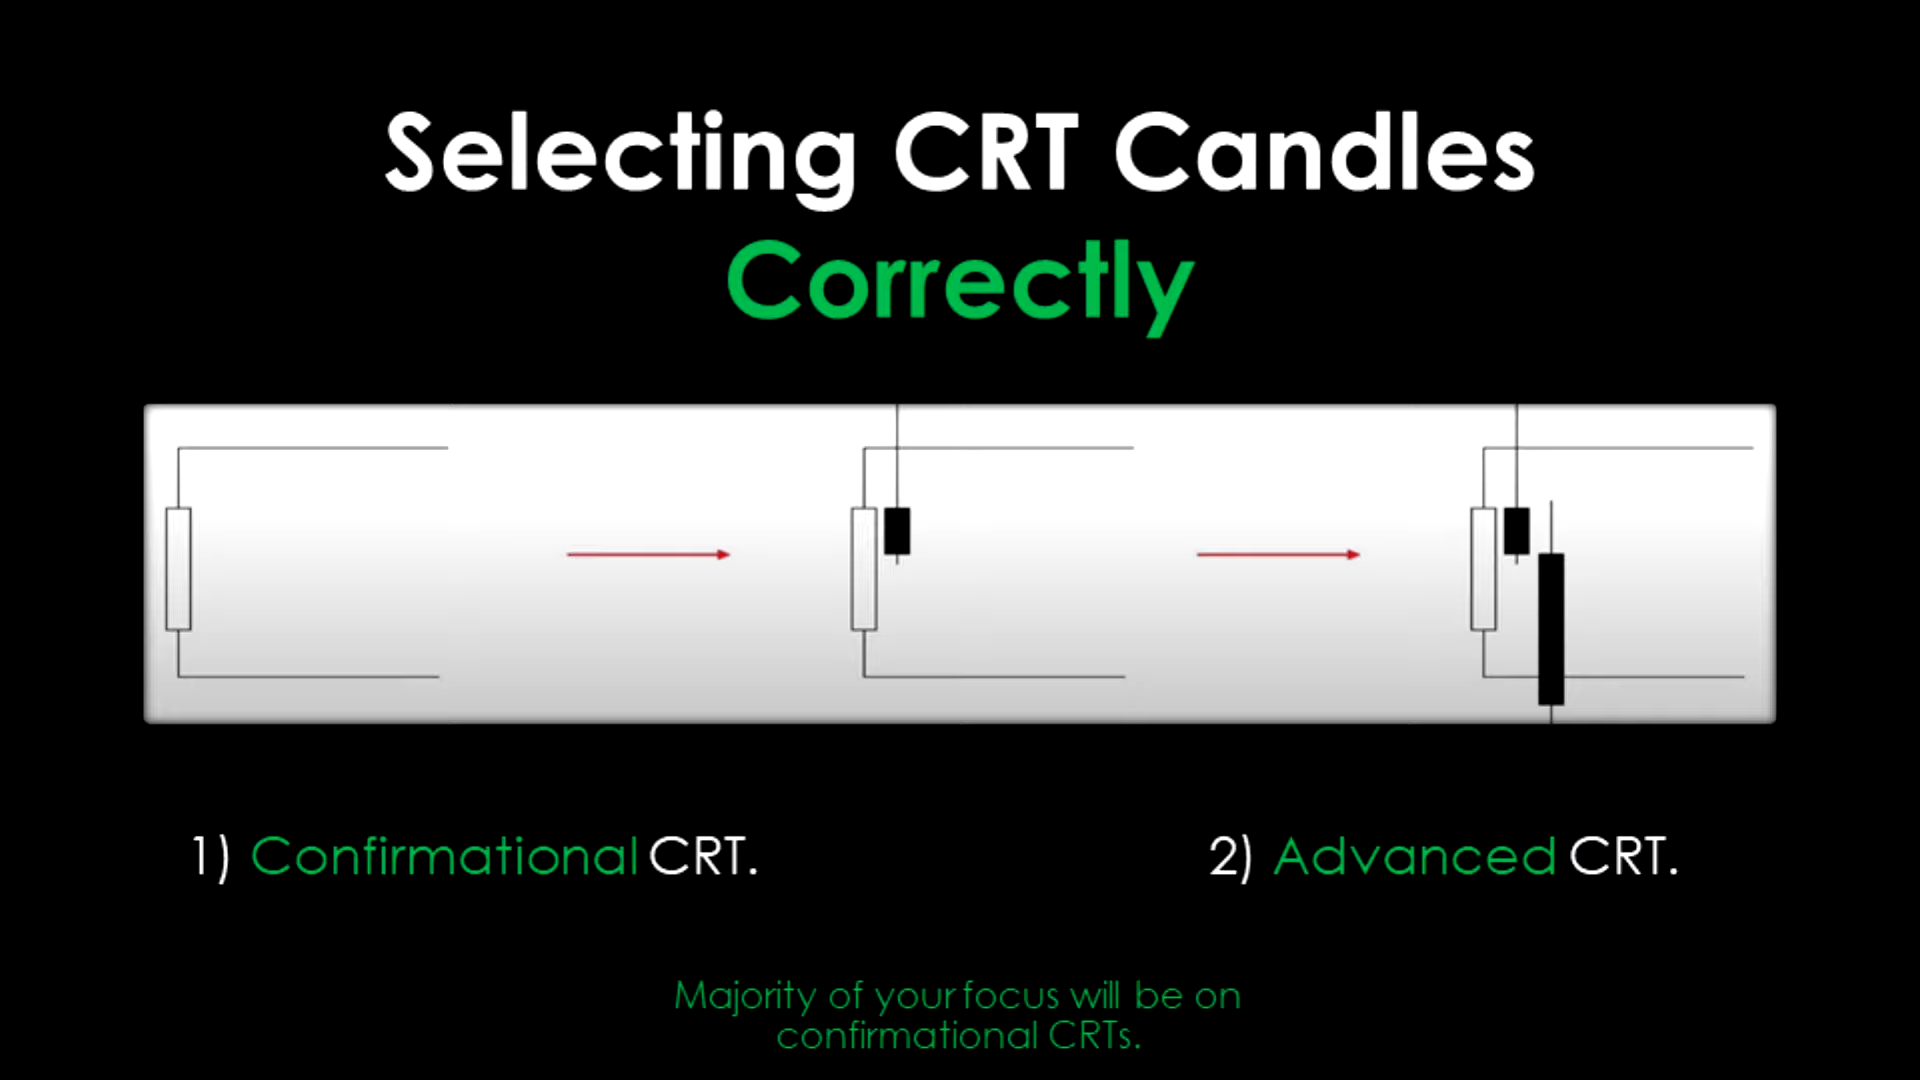 Selecting CRT Candles
Correctly
1) Confirmational CRT.
2) Advanced CRT.
Majority of your focus will be on
confirmational CRTs.